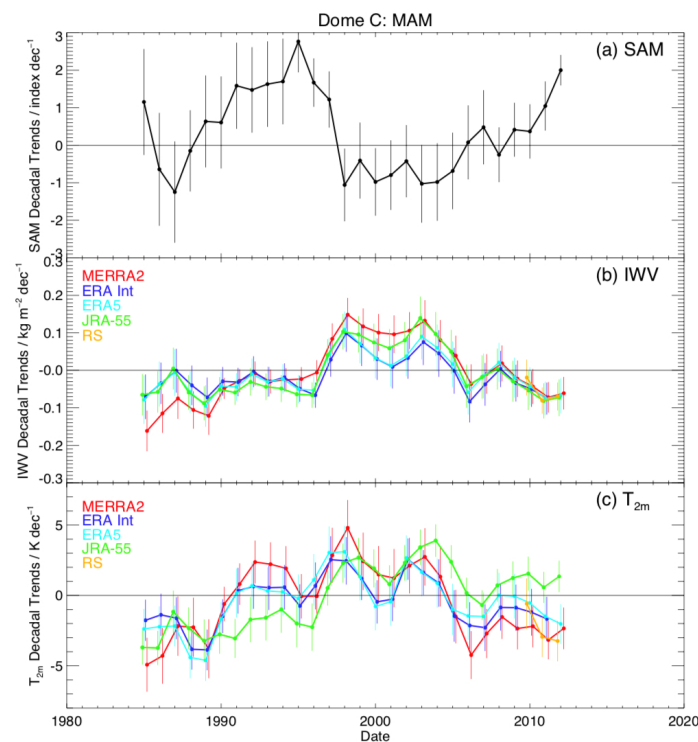 Dome C: MAM
(a) SAM
SAM Decadal Trends / index dec⁻¹
3
2
1
0
-1
-2
-3
(b) IWV
MERRA2
ERA Int
ERA5
JRA-55
RS
IWV Decadal Trends / kg m⁻² dec⁻¹
0.3
0.2
0.1
-0.0
-0.1
-0.2
-0.3
(c) T₂ₘ
MERRA2
ERA Int
ERA5
JRA-55
RS
T₂ₘ Decadal Trends / K dec⁻¹
5
0
-5
1980 1990 2000 2010 2020
Date